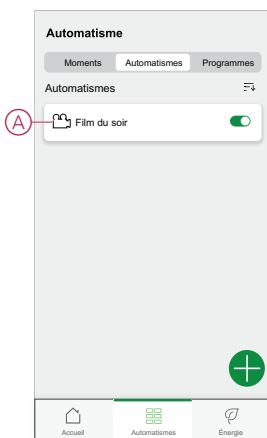 Automatisme
Moments Automatismes Programmes
Automatismes
A Film du soir
Accueil Automatismes Énergie